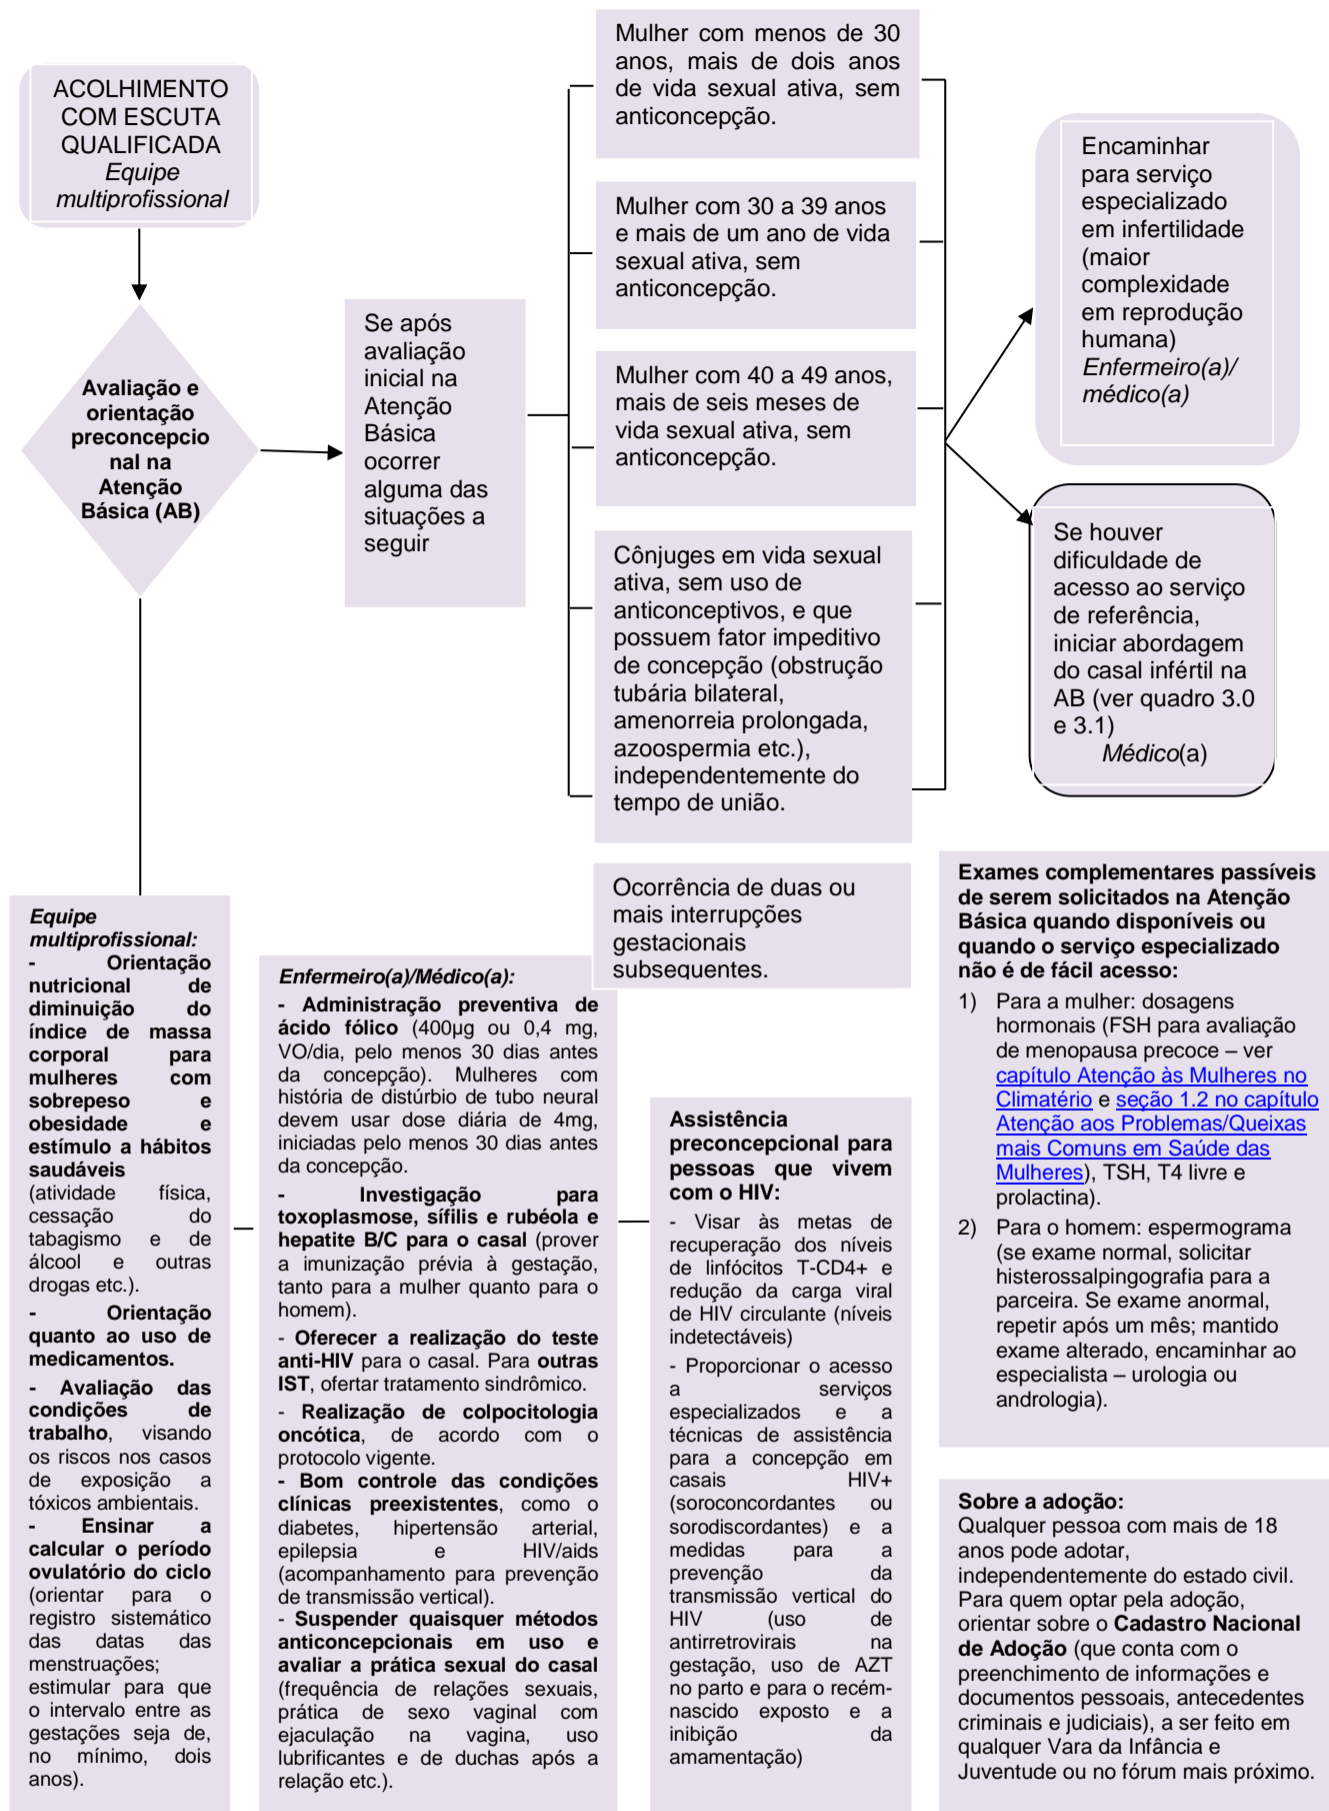 ACOLHIMENTO
COM ESCUTA
QUALIFICADA
Equipe
multiprofissional
Avaliação e
orientação
preconcepcio
nal na
Atenção
Básica (AB)
Se após
avaliação
inicial na
Atenção
Básica
ocorrer
alguma das
situações a
seguir
Mulher com menos de 30
anos, mais de dois anos
de vida sexual ativa, sem
anticoncepção.
Mulher com 30 a 39 anos
e mais de um ano de vida
sexual ativa, sem
anticoncepção.
Mulher com 40 a 49 anos,
mais de seis meses de
vida sexual ativa, sem
anticoncepção.
Cônjuges em vida sexual
ativa, sem uso de
anticonceptivos, e que
possuem fator impeditivo
de concepção (obstrução
tubária bilateral,
amenorreia prolongada,
azoospermia etc.),
independentemente do
tempo de união.
Ocorrência de duas ou
mais interrupções
gestacionais
subsequentes.
Encaminhar
para serviço
especializado
em infertilidade
(maior
complexidade
em reprodução
humana)
Enfermeiro(a)/
médico(a)
Se houver
dificuldade de
acesso ao serviço
de referência,
iniciar abordagem
do casal infértil na
AB (ver quadro 3.0
e 3.1)
Médico(a)
Equipe
multiprofissional:
- Orientação
nutricional de
diminuição do
índice de massa
corporal para
mulheres com
sobrepeso e
obesidade e
estímulo a hábitos
saudáveis
(atividade física,
cessação do
tabagismo e de
álcool e outras
drogas etc.).
- Orientação
quanto ao uso de
medicamentos.
- Avaliação das
condições de
trabalho, visando
os riscos nos casos
de exposição a
tóxicos ambientais.
- Ensinar a
calcular o período
ovulatório do ciclo
(orientar para o
registro sistemático
das datas das
menstruações;
estimular para que
o intervalo entre as
gestações seja de,
no mínimo, dois
anos).
Enfermeiro(a)/Médico(a):
- Administração preventiva de
ácido fólico (400µg ou 0,4 mg,
VO/dia, pelo menos 30 dias antes
da concepção). Mulheres com
história de distúrbio de tubo neural
devem usar dose diária de 4mg,
iniciadas pelo menos 30 dias antes
da concepção.
- Investigação para
toxoplasmose, sífilis e rubéola e
hepatite B/C para o casal (prover
a imunização prévia à gestação,
tanto para a mulher quanto para o
homem).
- Oferecer a realização do teste
anti-HIV para o casal. Para outras
IST, ofertar tratamento sindrômico.
- Realização de colpocitologia
oncótica, de acordo com o
protocolo vigente.
- Bom controle das condições
clínicas preexistentes, como o
diabetes, hipertensão arterial,
epilepsia e HIV/aids
(acompanhamento para prevenção
de transmissão vertical).
- Suspender quaisquer métodos
anticoncepcionais em uso e
avaliar a prática sexual do casal
(frequência de relações sexuais,
prática de sexo vaginal com
ejaculação na vagina, uso
lubrificantes e de duchas após a
relação etc.).
Assistência
preconcepcional para
pessoas que vivem
com o HIV:
- Visar às metas de
recuperação dos níveis
de linfócitos T-CD4+ e
redução da carga viral
de HIV circulante (níveis
indetectáveis)
- Proporcionar o acesso
a serviços
especializados e a
técnicas de assistência
para a concepção em
casais HIV+
(soroconcordantes ou
sorodiscordantes) e a
medidas para a
prevenção da
transmissão vertical do
HIV (uso de
antirretrovirais na
gestação, uso de AZT
no parto e para o recém-
nascido exposto e a
inibição da
amamentação)
Exames complementares passíveis
de serem solicitados na Atenção
Básica quando disponíveis ou
quando o serviço especializado
não é de fácil acesso:
1) Para a mulher: dosagens
hormonais (FSH para avaliação
de menopausa precoce – ver
capítulo Atenção às Mulheres no
Climatério e seção 1.2 no capítulo
Atenção aos Problemas/Queixas
mais Comuns em Saúde das
Mulheres), TSH, T4 livre e
prolactina).
2) Para o homem: espermograma
(se exame normal, solicitar
histerossalpingografia para a
parceira. Se exame anormal,
repetir após um mês; mantido
exame alterado, encaminhar ao
especialista – urologia ou
andrologia).
Sobre a adoção:
Qualquer pessoa com mais de 18
anos pode adotar,
independentemente do estado civil.
Para quem optar pela adoção,
orientar sobre o Cadastro Nacional
de Adoção (que conta com o
preenchimento de informações e
documentos pessoais, antecedentes
criminais e judiciais), a ser feito em
qualquer Vara da Infância e
Juventude ou no fórum mais próximo.